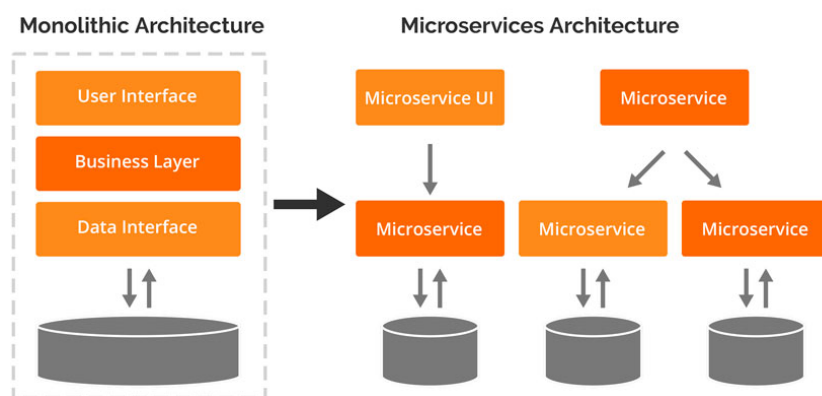 Monolithic Architecture
User Interface
Business Layer
Data Interface
Microservices Architecture
Microservice UI
Microservice
Microservice
Microservice
Microservice